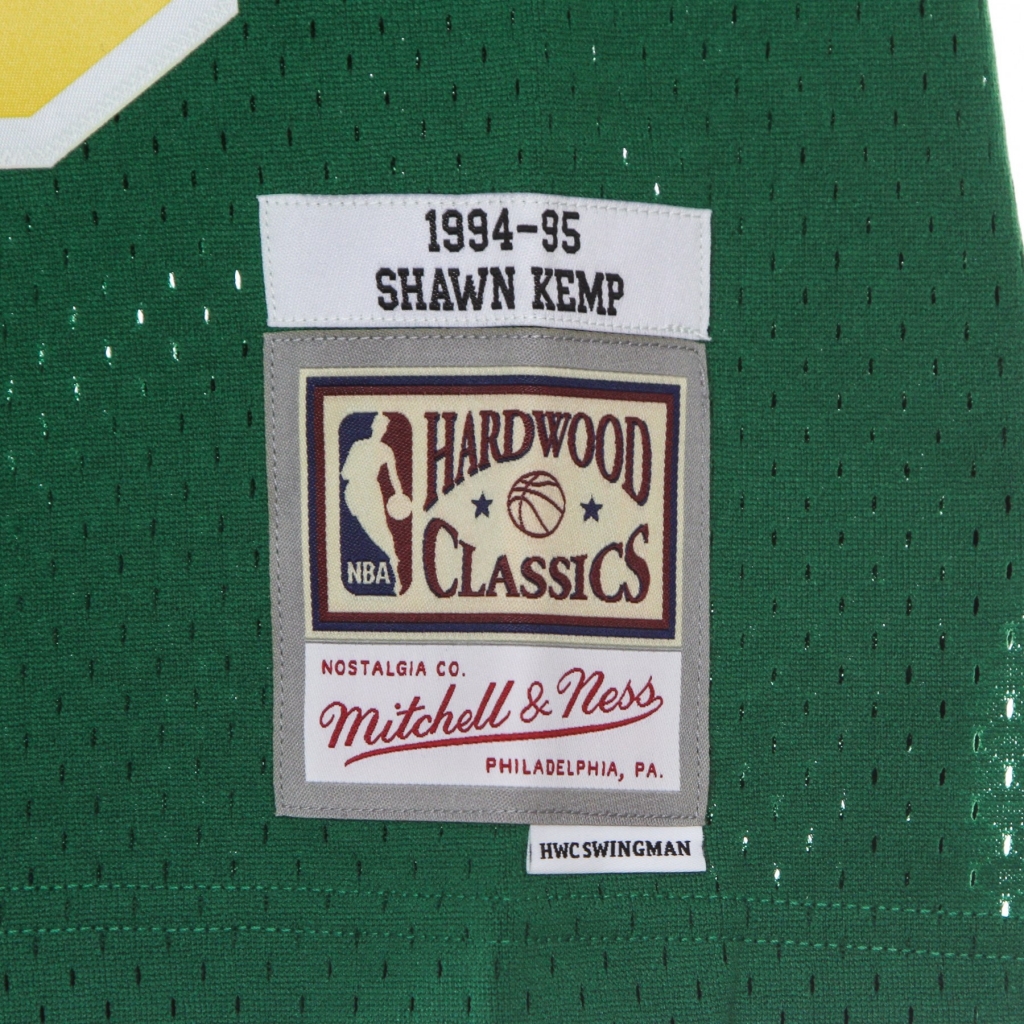 1994-95
SHAWN KEMP
HARDWOOD
NBA
CLASSICS
NOSTALGIA CO.
Mitchell & Ness
PHILADELPHIA, PA.
HWC SWINGMAN